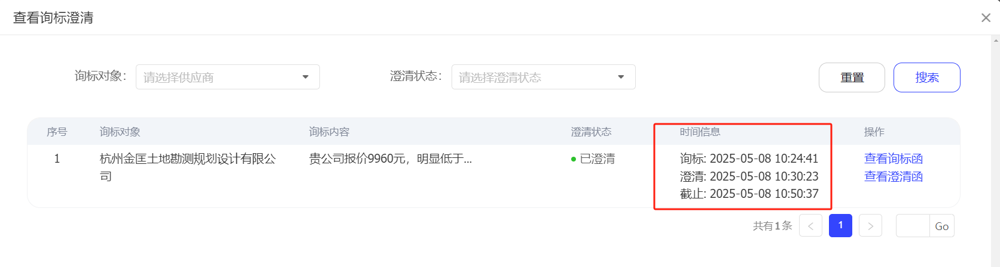 查看询标澄清
询标对象： 请选择供应商 澄清状态： 请选择澄清状态 重置 搜索
序号 询标对象 询标内容 澄清状态 时间信息 操作
1 杭州金匡土地勘测规划设计有限公 贵公司报价9960元，明显低于... 已澄清 询标: 2025-05-08 10:24:41 查看询标函
司 澄清: 2025-05-08 10:30:23 查看澄清函
截止: 2025-05-08 10:50:37
共有1条 < 1 > Go